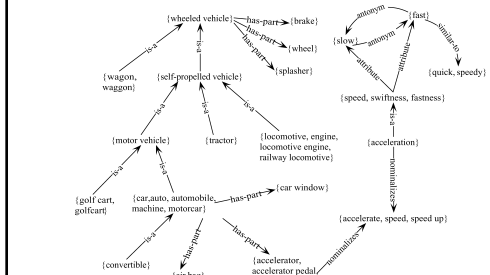 {wheeled vehicle}
has-part
{brake}
has-part
{wheel}
has-part
{splasher}
is-a
is-a
{wagon,
waggon}
{self-propelled vehicle}
antonym
{fast}
{slow}
antonym
similar-to
{quick, speedy}
attribute
attribute
{speed, swiftness, fastness}
is-a
is-a
is-a
{motor vehicle}
{tractor}
{locomotive, engine,
locomotive engine,
railway locomotive}
is-a
{acceleration}
nominalizes
is-a
is-a
{golf cart,
golfcart}
{car,auto, automobile,
machine, motorcar}
has-part
{car window}
{accelerate, speed, speed up}
is-a
{convertible}
has-part
has-part
{accelerator,
accelerator pedal
nominalizes